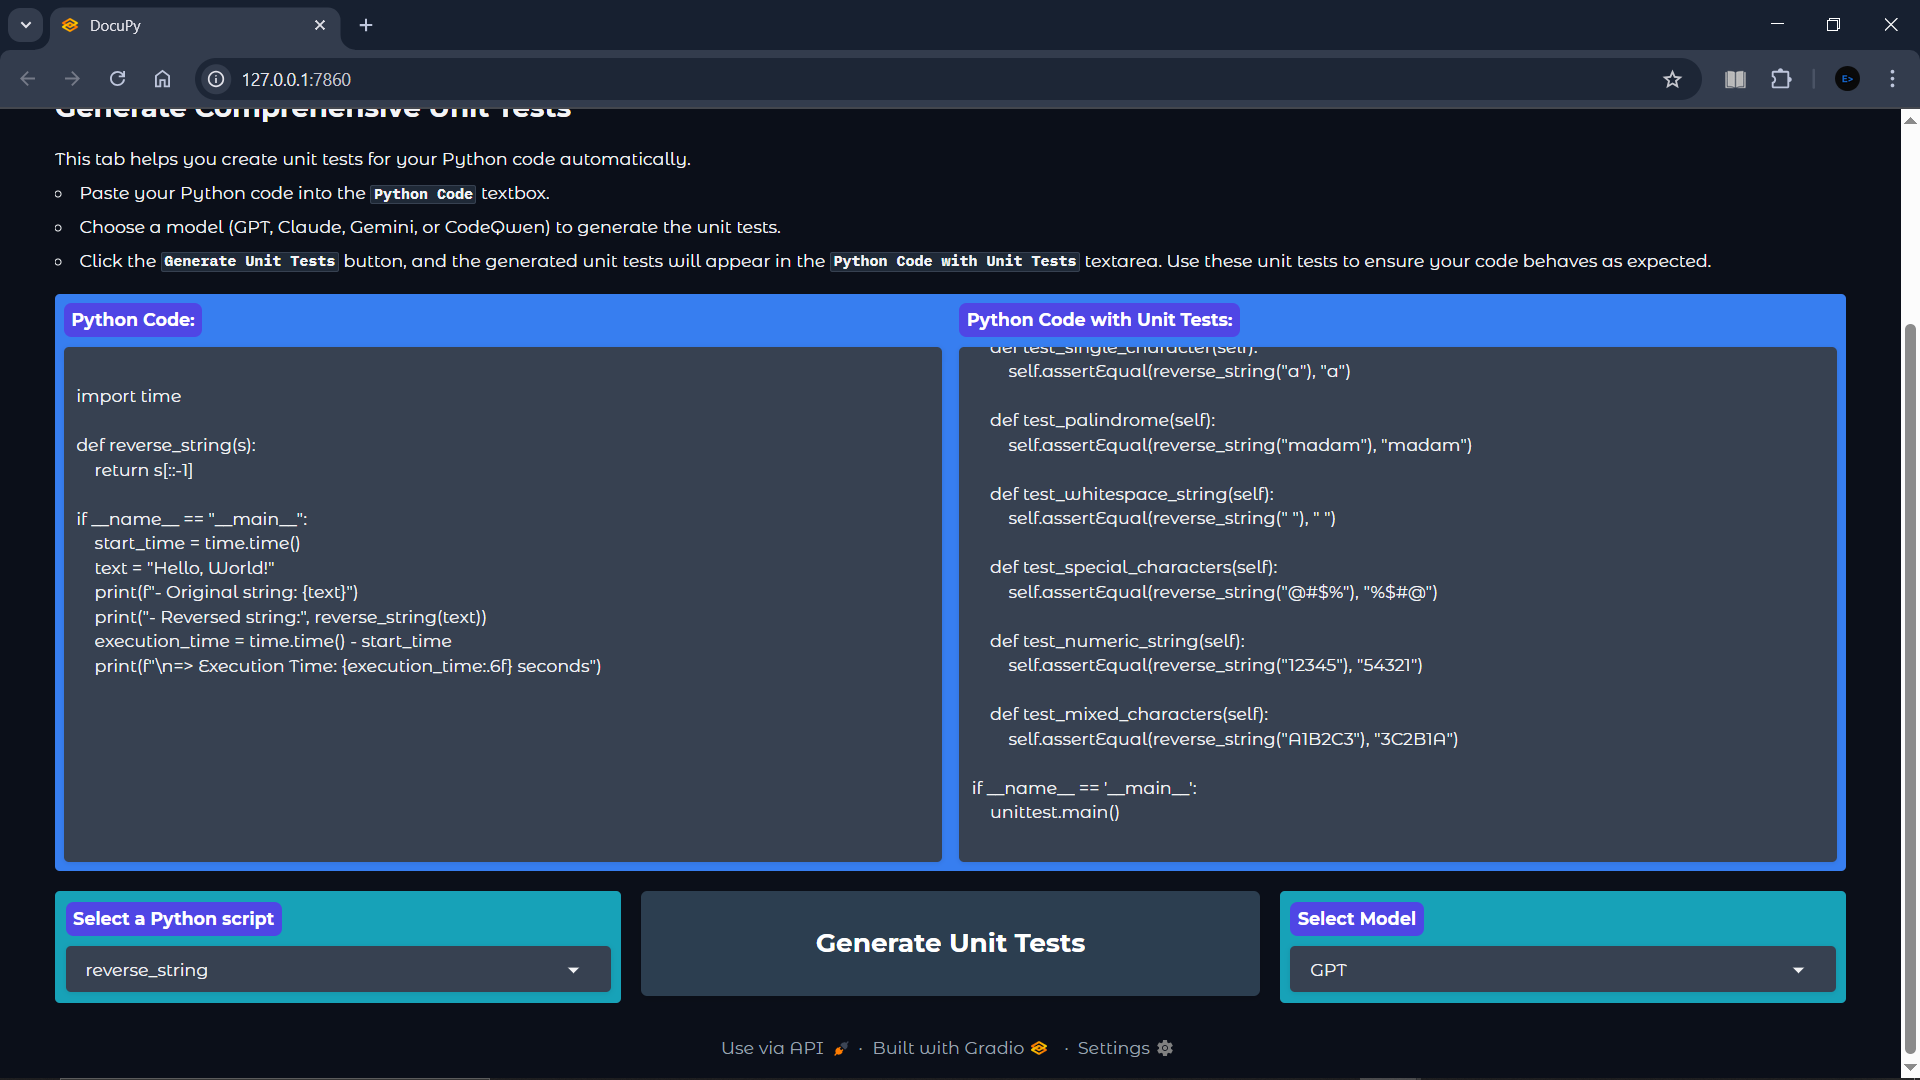 DocuPy
127.0.0.1:7860
E>
Generate Comprehensive Unit Tests
This tab helps you create unit tests for your Python code automatically.
Paste your Python code into the Python Code textbox.
Choose a model (GPT, Claude, Gemini, or CodeQwen) to generate the unit tests.
Click the Generate Unit Tests button, and the generated unit tests will appear in the Python Code with Unit Tests textarea. Use these unit tests to ensure your code behaves as expected.
Python Code:
import time
def reverse_string(s):
    return s[::-1]
if __name__ == "__main__":
    start_time = time.time()
    text = "Hello, World!"
    print(f"- Original string: {text}")
    print("- Reversed string:", reverse_string(text))
    execution_time = time.time() - start_time
    print(f"\n=> Execution Time: {execution_time:.6f} seconds")
Python Code with Unit Tests:
    def test_single_character(self):
        self.assertEqual(reverse_string("a"), "a")
    def test_palindrome(self):
        self.assertEqual(reverse_string("madam"), "madam")
    def test_whitespace_string(self):
        self.assertEqual(reverse_string(" "), " ")
    def test_special_characters(self):
        self.assertEqual(reverse_string("@#$%"), "%$#@")
    def test_numeric_string(self):
        self.assertEqual(reverse_string("12345"), "54321")
    def test_mixed_characters(self):
        self.assertEqual(reverse_string("A1B2C3"), "3C2B1A")
if __name__ == '__main__':
    unittest.main()
Select a Python script
reverse_string
Generate Unit Tests
Select Model
GPT
Use via API · Built with Gradio · Settings